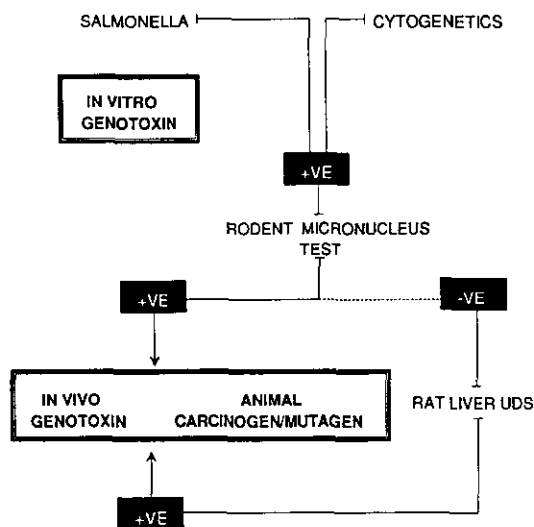 SALMONELLA
CYTOGENETICS
IN VITRO
GENOTOXIN
+VE
RODENT MICRONUCLEUS
TEST
+VE
-VE
IN VIVO
GENOTOXIN
ANIMAL
CARCINOGEN/MUTAGEN
RAT LIVER UDS
+VE